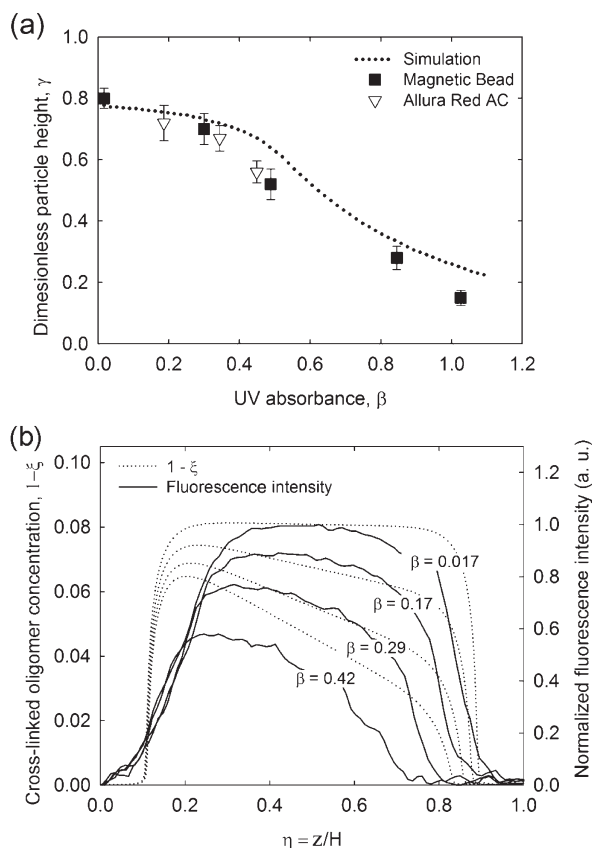 (a)
1.0
0.8
0.6
0.4
0.2
0.0
Dimesionless particle height, γ
Simulation
Magnetic Bead
Allura Red AC
0.0 0.2 0.4 0.6 0.8 1.0 1.2
UV absorbance, β
(b)
0.10
0.08
0.06
0.04
0.02
0.00
Cross-linked oligomer concentration, 1-ξ
1 - ξ
Fluorescence intensity
β = 0.017
β = 0.17
β = 0.29
β = 0.42
1.2
1.0
0.8
0.6
0.4
0.2
0.0
Normalized fluorescence intensity (a. u.)
0.0 0.2 0.4 0.6 0.8 1.0
η = z/H